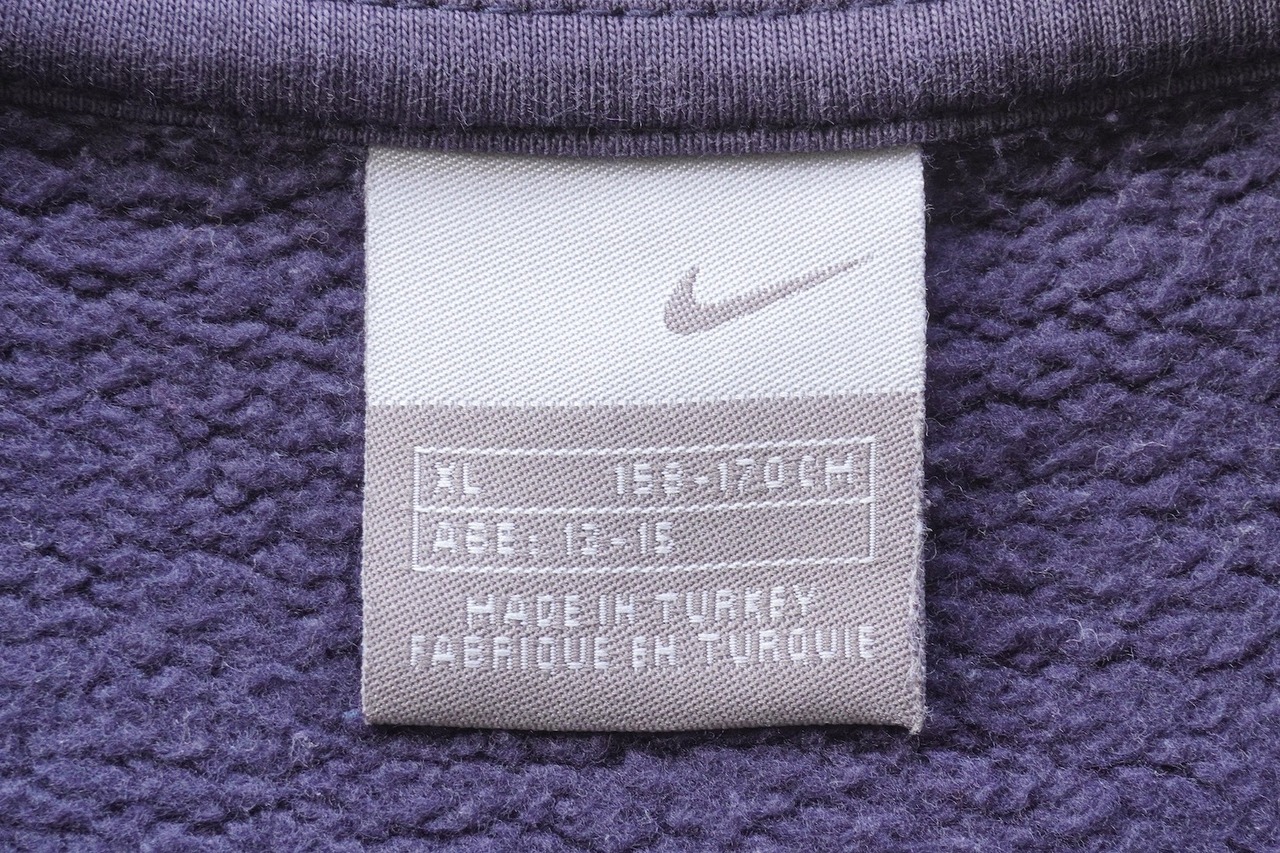 XL 158-170CM
AGE: 13-15
MADE IN TURKEY
FABRIQUE EN TURQUIE